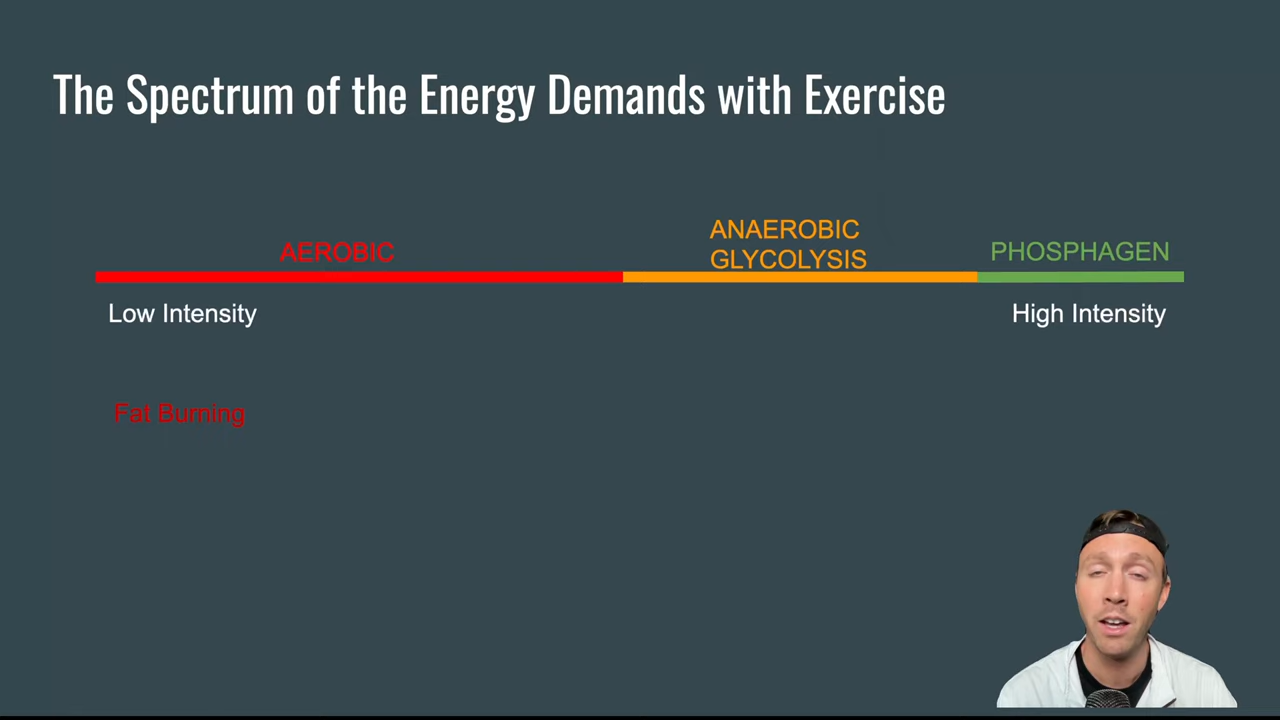 The Spectrum of the Energy Demands with Exercise
AEROBIC
ANAEROBIC
GLYCOLYSIS
PHOSPHAGEN
Low Intensity
High Intensity
Fat Burning